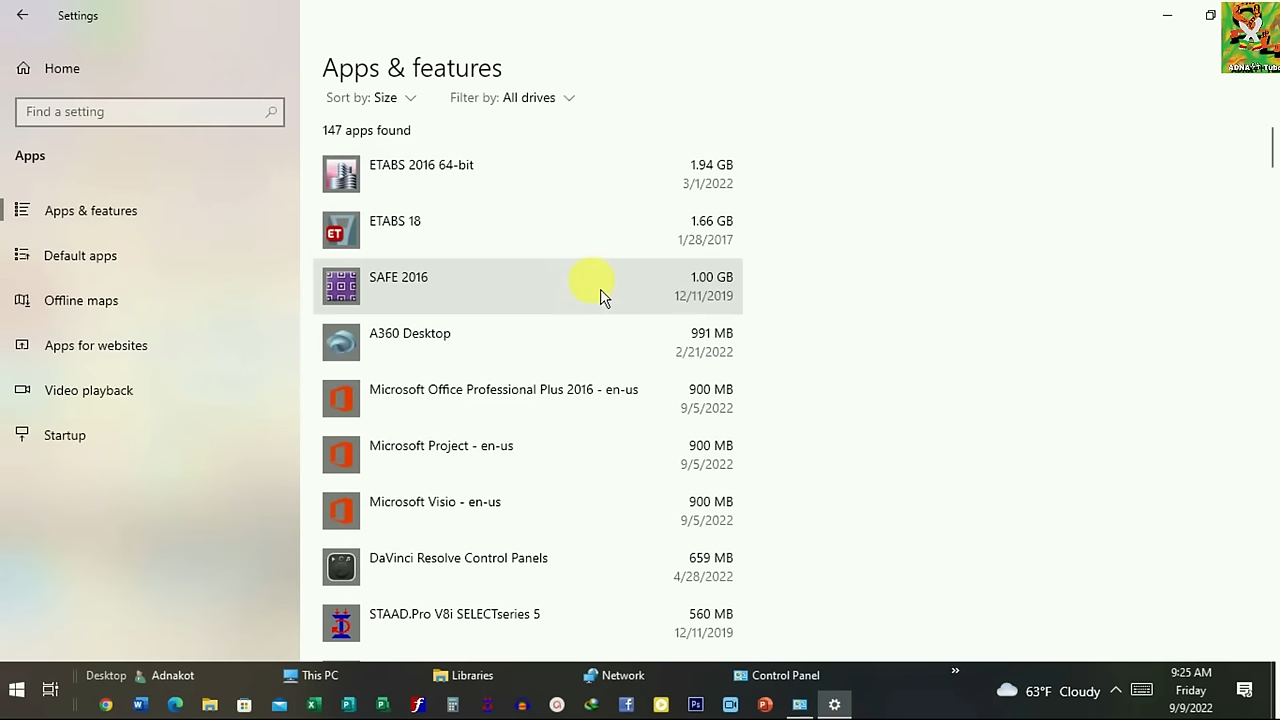 Settings
Home
Find a setting
Apps
Apps & features
Default apps
Offline maps
Apps for websites
Video playback
Startup
Apps & features
Sort by: Size
Filter by: All drives
147 apps found
ETABS 2016 64-bit 1.94 GB
3/1/2022
ETABS 18 1.66 GB
1/28/2017
SAFE 2016 1.00 GB
12/11/2019
A360 Desktop 991 MB
2/21/2022
Microsoft Office Professional Plus 2016 - en-us 900 MB
9/5/2022
Microsoft Project - en-us 900 MB
9/5/2022
Microsoft Visio - en-us 900 MB
9/5/2022
DaVinci Resolve Control Panels 659 MB
4/28/2022
STAAD.Pro V8i SELECTseries 5 560 MB
12/11/2019
Desktop Adnakot This PC Libraries Network Control Panel
63°F Cloudy
9:25 AM
Friday
9/9/2022